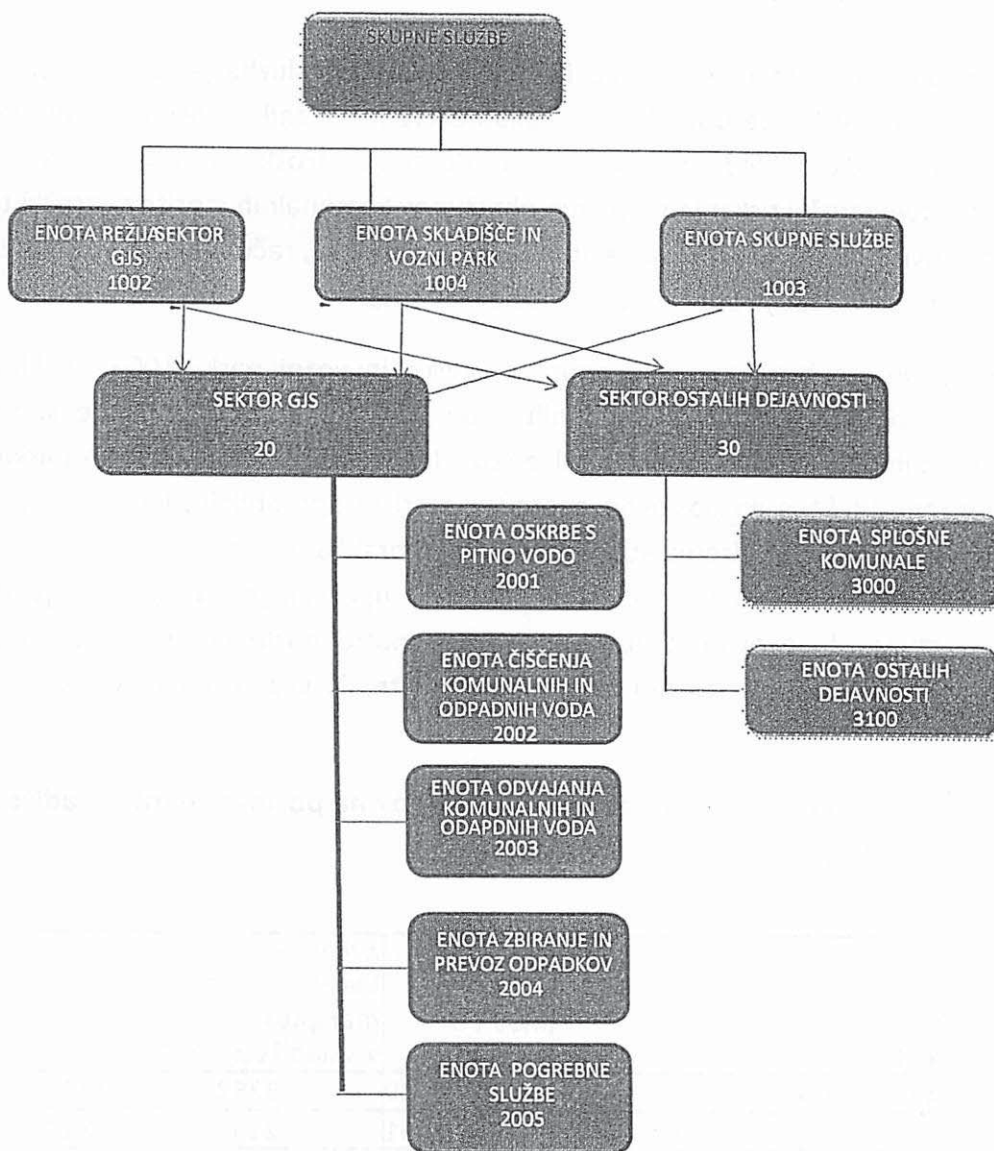 SKUPNE SLUŽBE
ENOTA REŽIJA SEKTOR
GJS
1002
ENOTA SKLADIŠČE IN
VOZNI PARK
1004
ENOTA SKUPNE SLUŽBE
1003
SEKTOR GJS
20
SEKTOR OSTALIH DEJAVNOSTI
30
ENOTA OSKRBE S
PITNO VODO
2001
ENOTA SPLOŠNE
KOMUNALE
3000
ENOTA ČIŠČENJA
KOMUNALNIH IN
ODPADNIH VODA
2002
ENOTA OSTALIH
DEJAVNOSTI
3100
ENOTA ODVAJANJA
KOMUNALNIH IN
ODAPDNIH VODA
2003
ENOTA ZBIRANJE IN
PREVOZ ODPADKOV
2004
ENOTA POGREBNE
SLUŽBE
2005